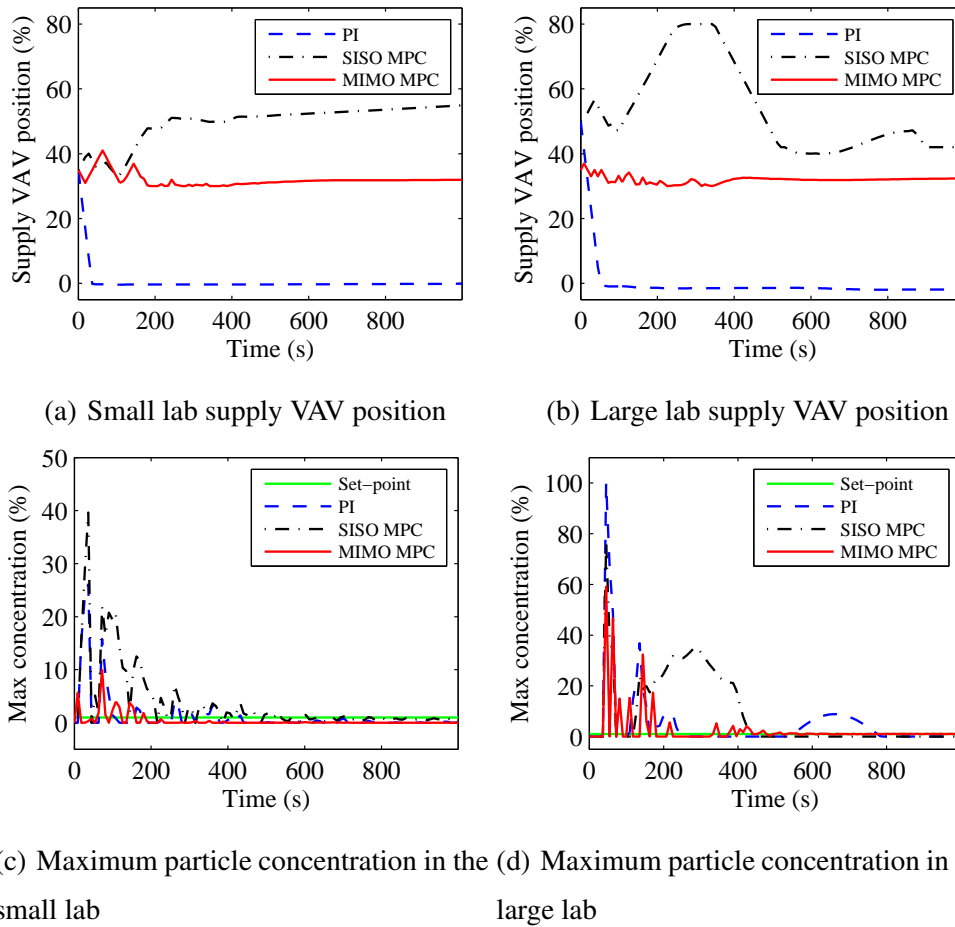 80
60
40
20
0
0 200 400 600 800
Supply VAV position (%)
Time (s)
PI
SISO MPC
MIMO MPC
(a) Small lab supply VAV position
80
60
40
20
0
0 200 400 600 800
Supply VAV position (%)
Time (s)
PI
SISO MPC
MIMO MPC
(b) Large lab supply VAV position
50
40
30
20
10
0
0 200 400 600 800
Max concentration (%)
Time (s)
Set−point
PI
SISO MPC
MIMO MPC
(c) Maximum particle concentration in the
small lab
100
80
60
40
20
0
0 200 400 600 800
Max concentration (%)
Time (s)
Set−point
PI
SISO MPC
MIMO MPC
(d) Maximum particle concentration in
large lab